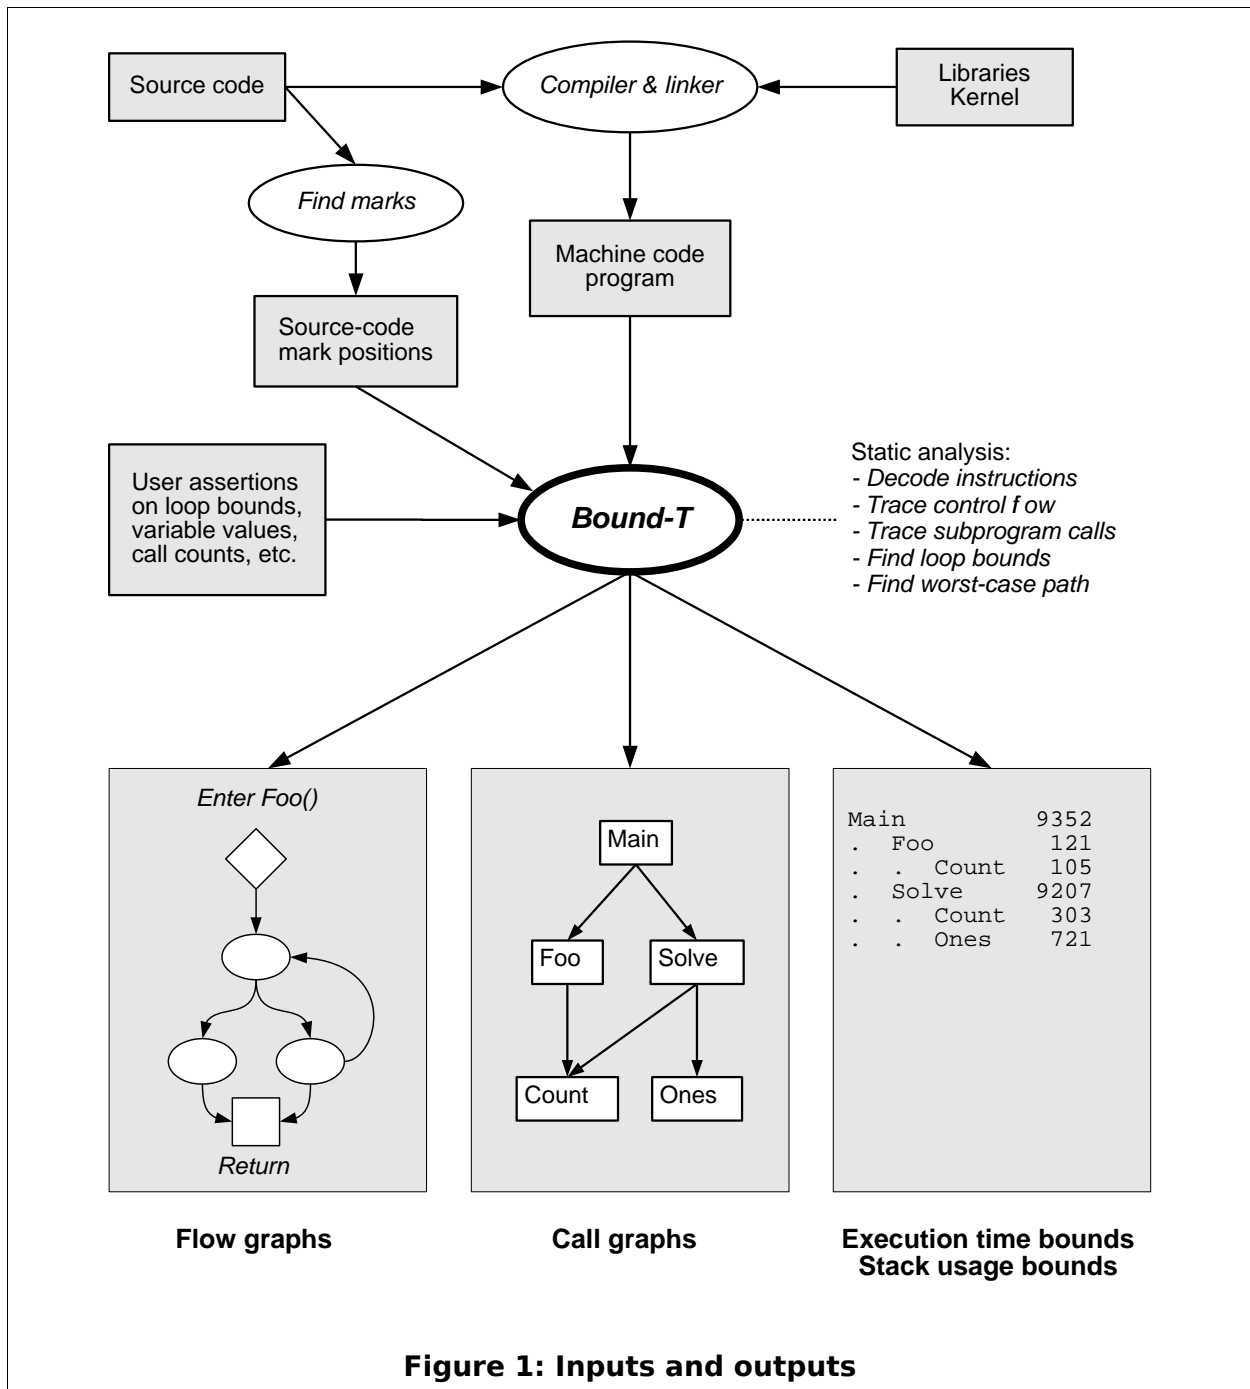 Source code
Compiler & linker
Libraries
Kernel
Find marks
Machine code
program
Source-code
mark positions
User assertions
on loop bounds,
variable values,
call counts, etc.
Bound-T
Static analysis:
- Decode instructions
- Trace control f ow
- Trace subprogram calls
- Find loop bounds
- Find worst-case path
Enter Foo()
Return
Main
Foo
Solve
Count
Ones
Main 9352
. Foo 121
. . Count 105
. Solve 9207
. . Count 303
. . Ones 721
Flow graphs
Call graphs
Execution time bounds
Stack usage bounds
Figure 1: Inputs and outputs